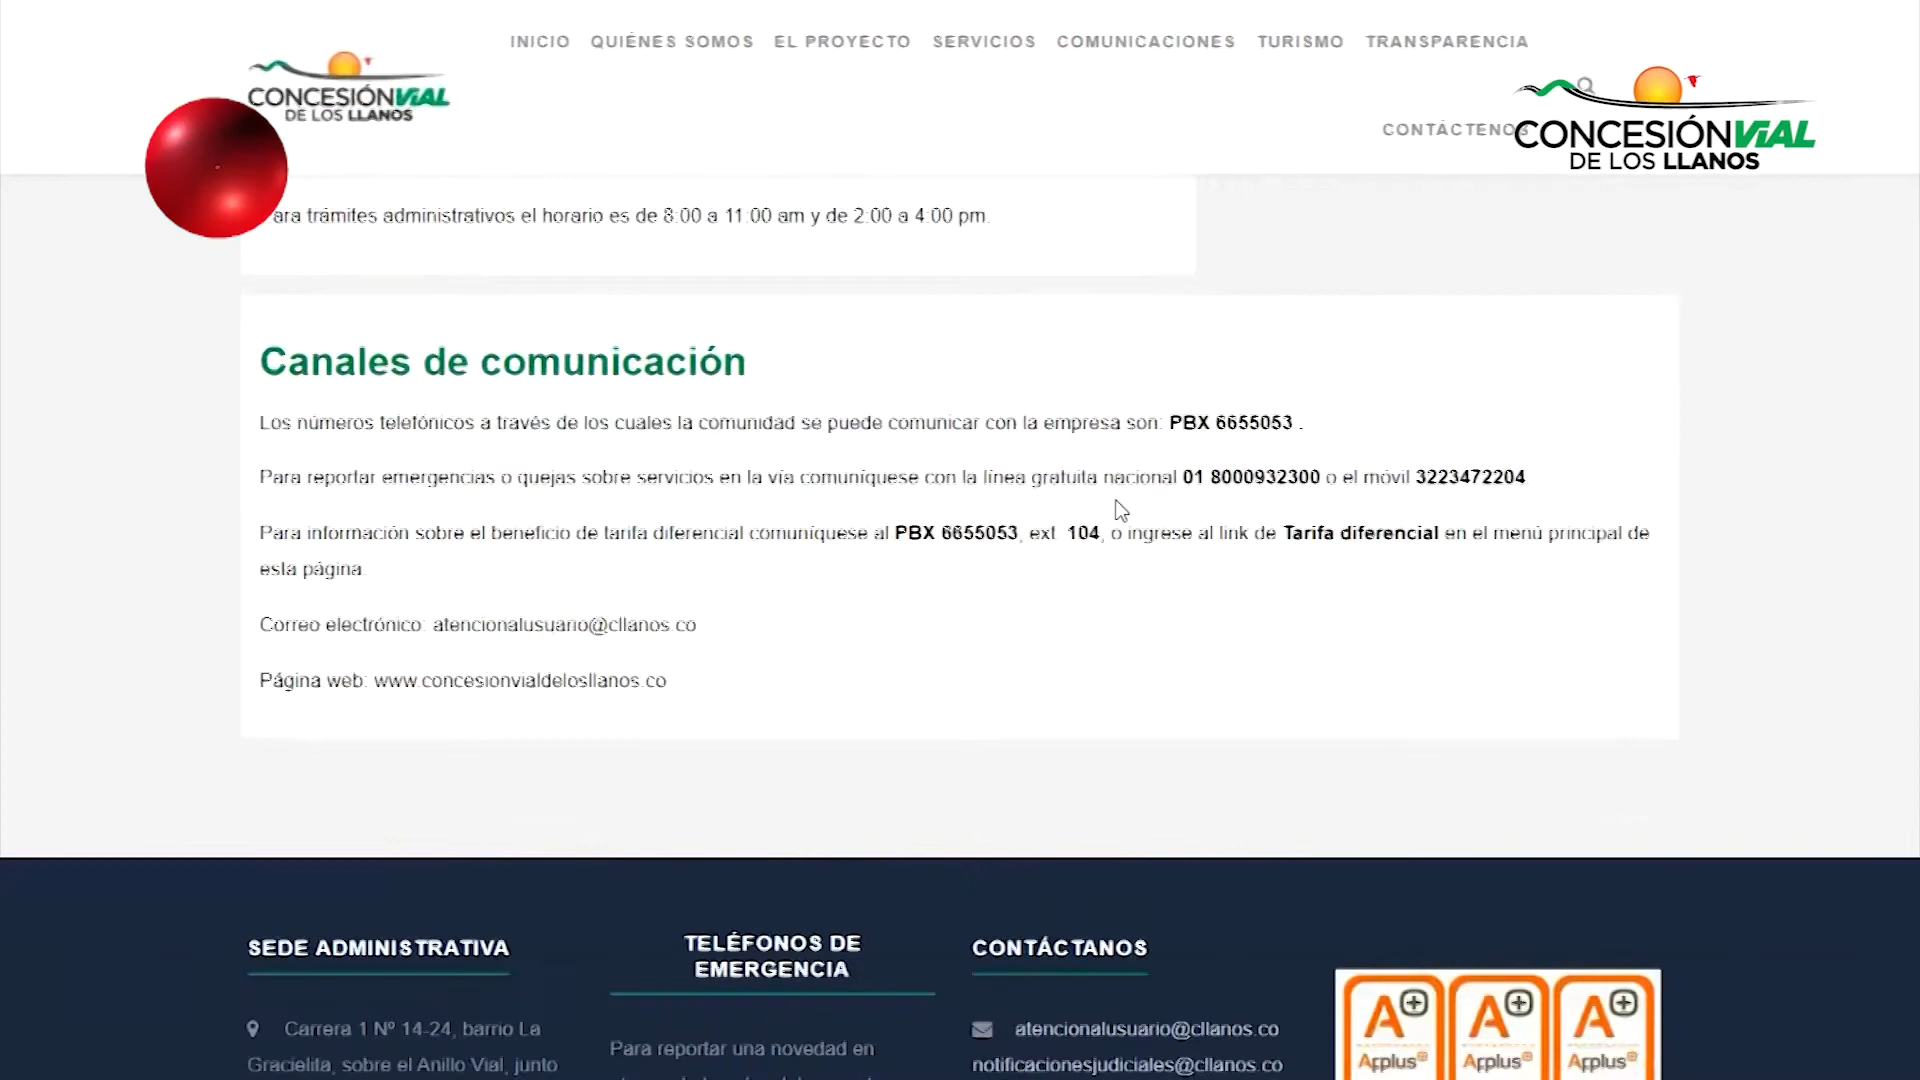 INICIO QUIÉNES SOMOS EL PROYECTO SERVICIOS COMUNICACIONES TURISMO TRANSPARENCIA
CONCESIÓNVIAL
DE LOS LLANOS
CONTÁCTENOS
CONCESIÓNVIAL
DE LOS LLANOS
ara trámites administrativos el horario es de 8:00 a 11:00 am y de 2:00 a 4:00 pm.
Canales de comunicación
Los números telefónicos a través de los cuales la comunidad se puede comunicar con la empresa son: PBX 6655053 .
Para reportar emergencias o quejas sobre servicios en la vía comuníquese con la línea gratuita nacional 01 8000932300 o el móvil 3223472204
Para información sobre el beneficio de tarifa diferencial comuníquese al PBX 6655053, ext. 104, o ingrese al link de Tarifa diferencial en el menú principal de
esta página.
Correo electrónico: atencionalusuario@cllanos.co
Página web: www.concesionvialdelosllanos.co
SEDE ADMINISTRATIVA
Carrera 1 Nº 14-24, barrio La
Gracielita, sobre el Anillo Vial, junto
TELÉFONOS DE
EMERGENCIA
Para reportar una novedad en
CONTÁCTANOS
atencionalusuario@cllanos.co
notificacionesjudiciales@cllanos.co
A+ A+ A+
Applus+ Applus+ Applus+